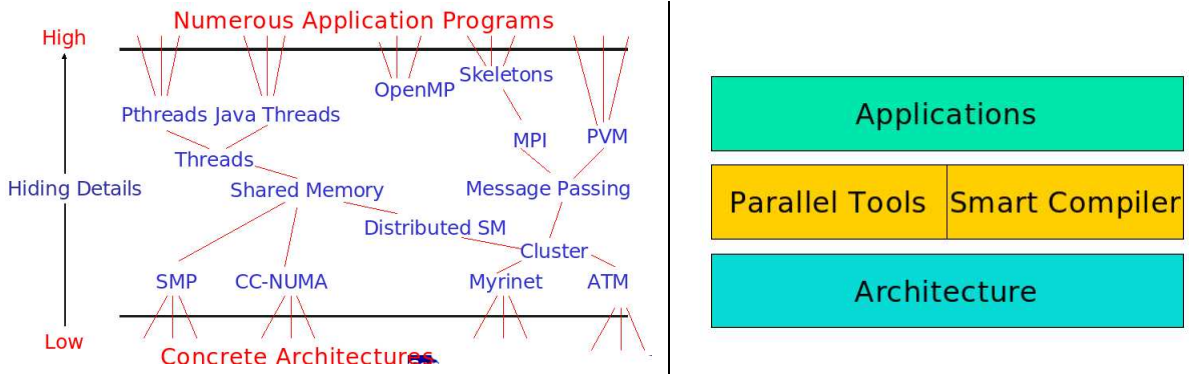 Numerous Application Programs
High
Skeletons
OpenMP
Pthreads Java Threads
MPI
PVM
Threads
Hiding Details
Shared Memory
Message Passing
Distributed SM
Cluster
SMP
CC-NUMA
Myrinet
ATM
Low
Concrete Architectures
Applications
Parallel Tools
Smart Compiler
Architecture